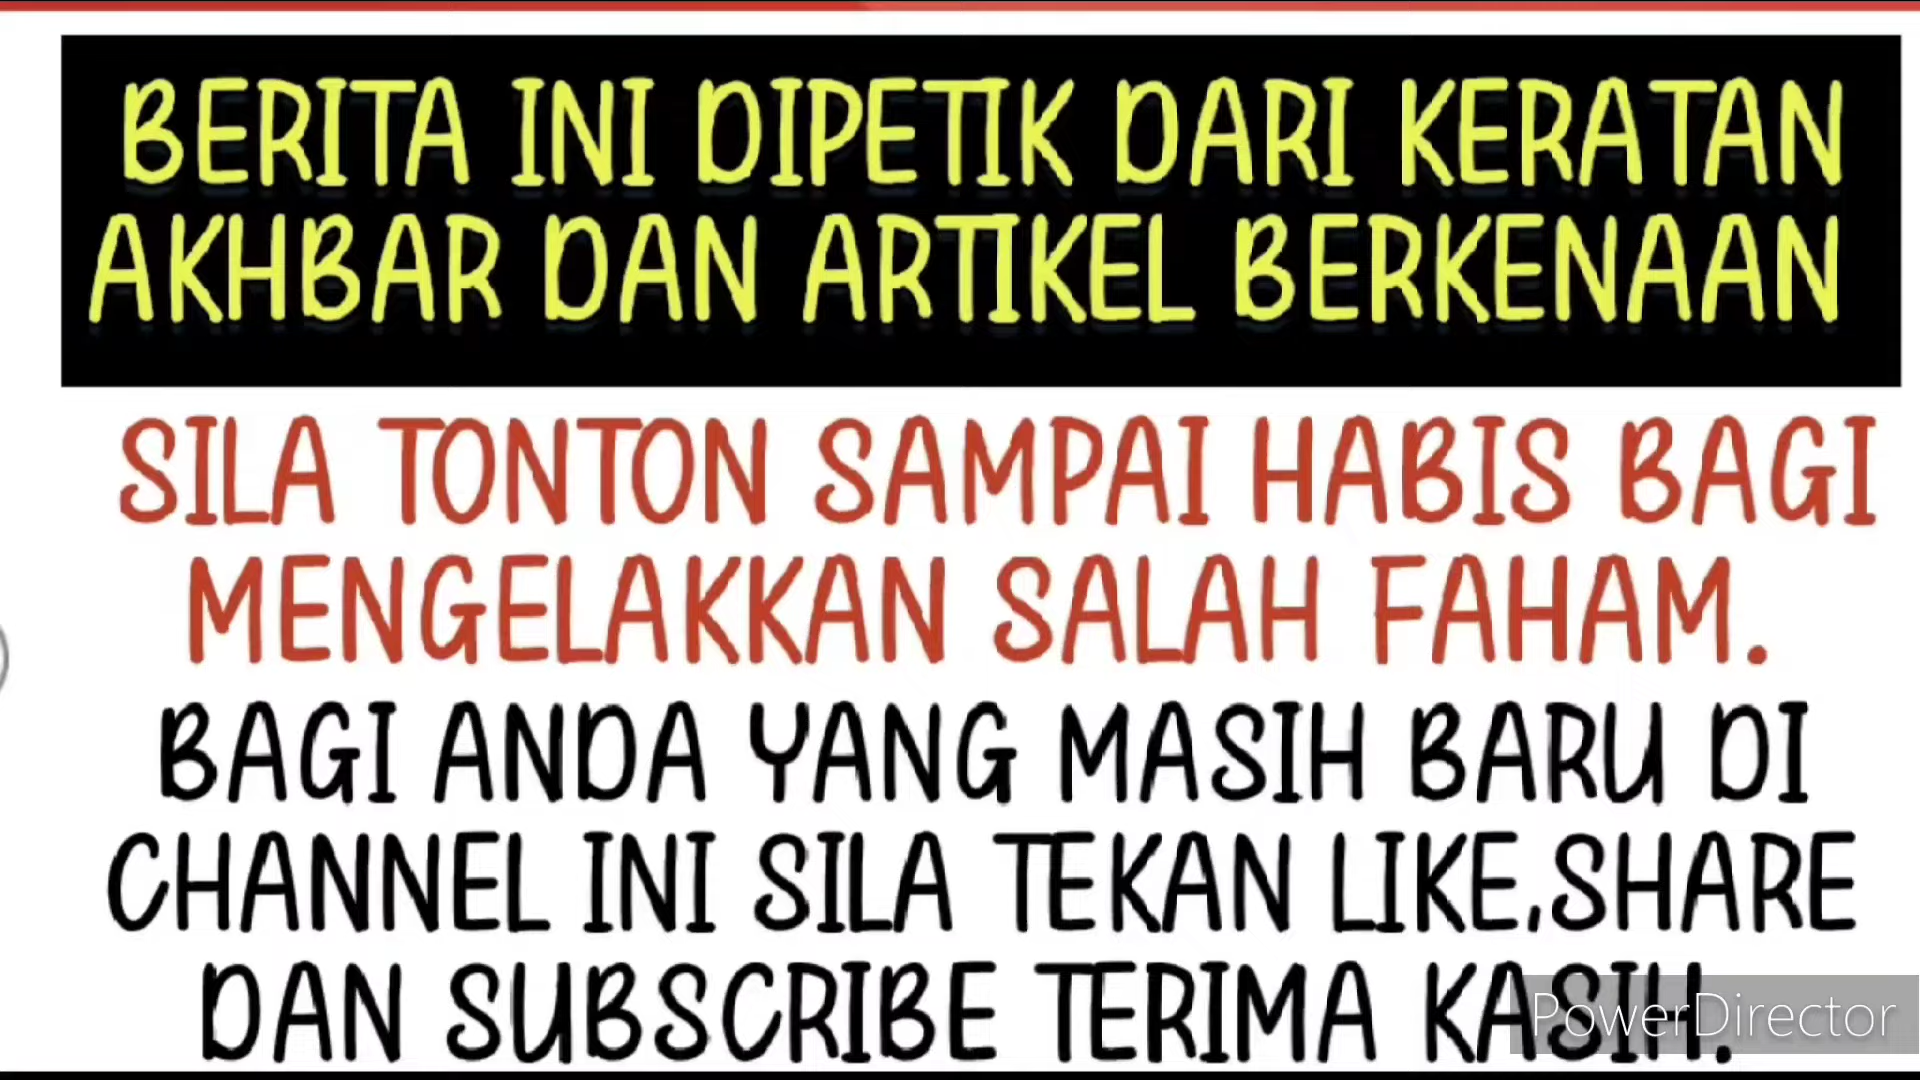 BERITA INI DIPETIK DARI KERATAN
AKHBAR DAN ARTIKEL BERKENAAN
SILA TONTON SAMPAI HABIS BAGI
MENGELAKKAN SALAH FAHAM.
BAGI ANDA YANG MASIH BARU DI
CHANNEL INI SILA TEKAN LIKE,SHARE
DAN SUBSCRIBE TERIMA KASIH.
PowerDirector